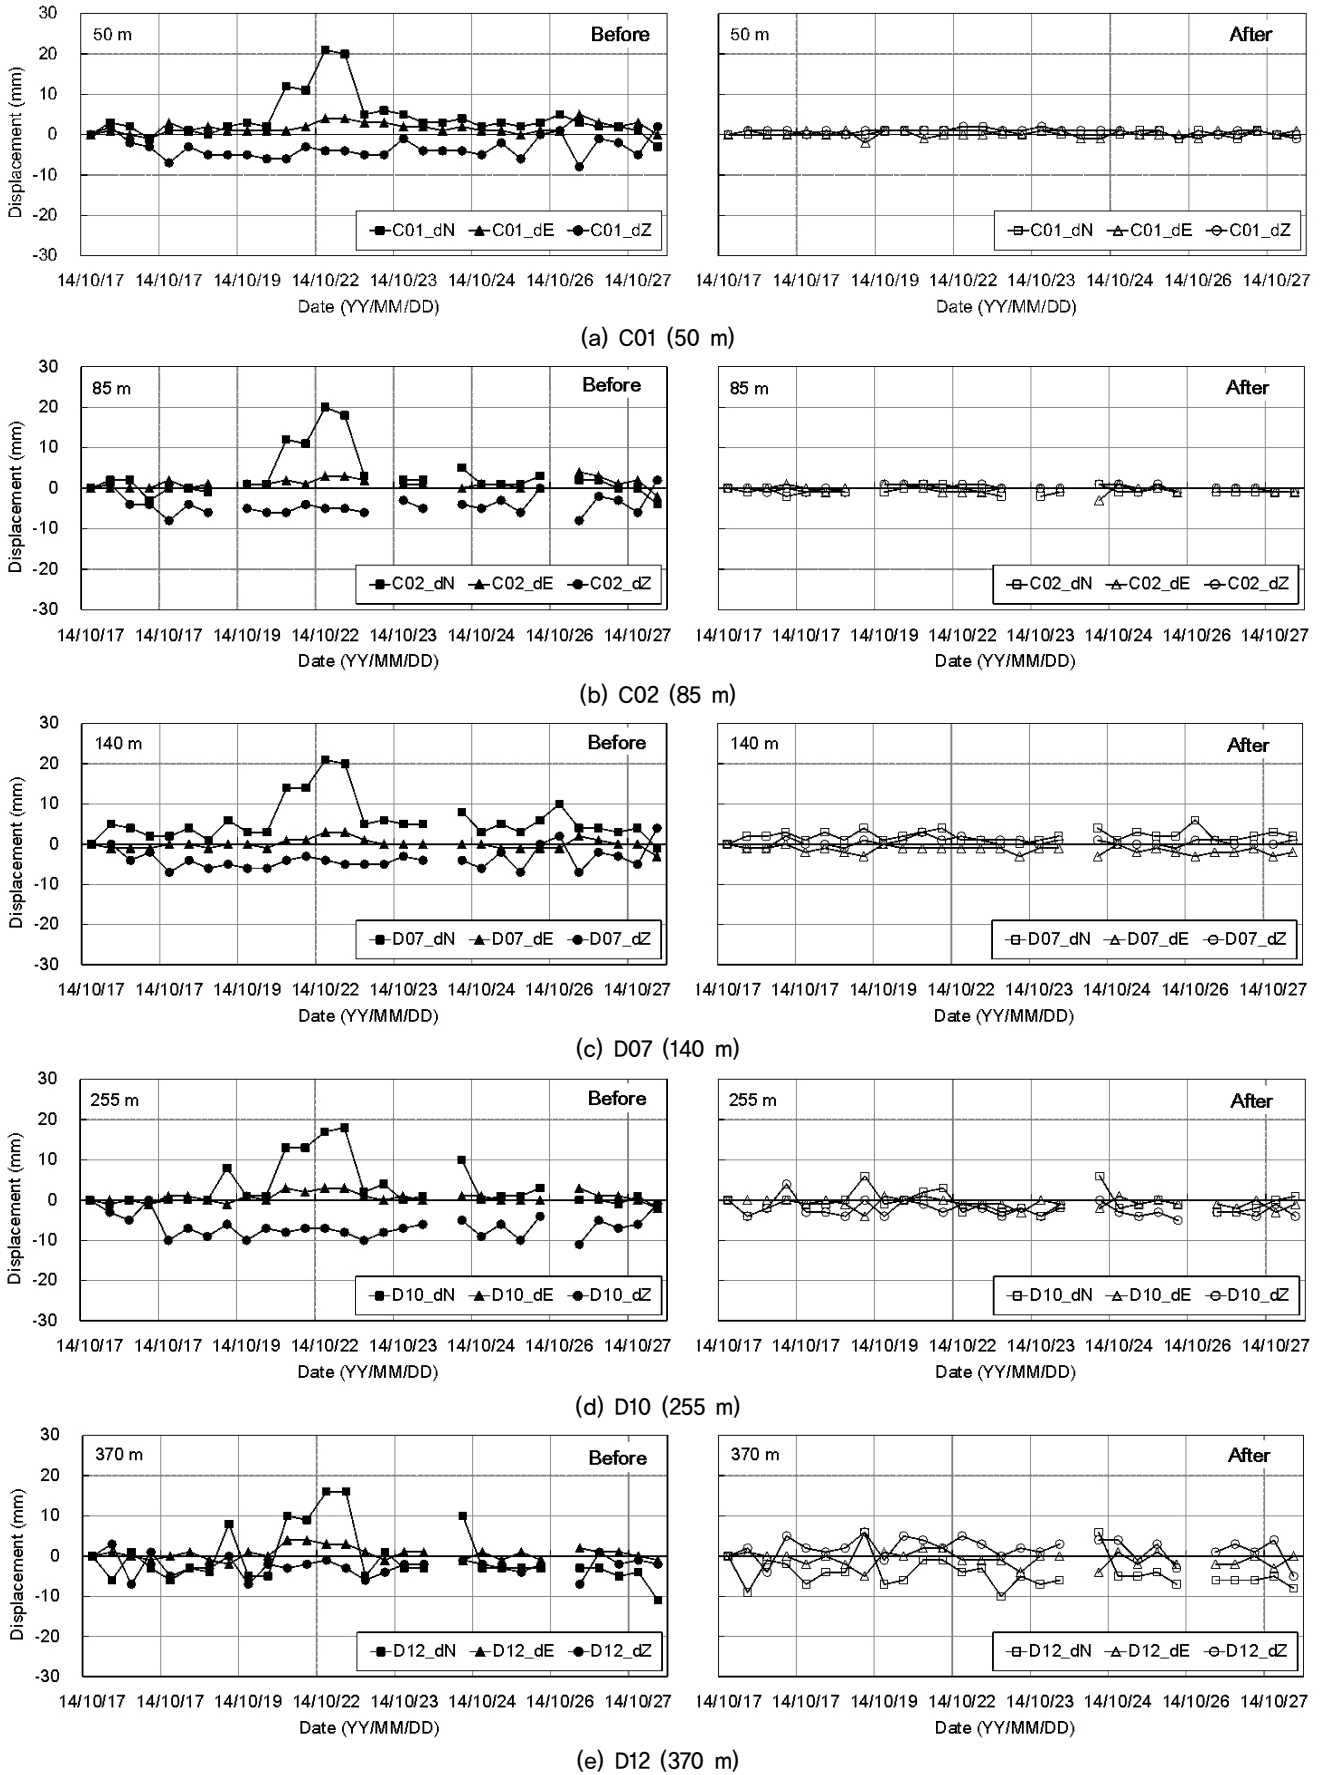 30
20
10
0
-10
-20
-30
Displacement (mm)
50 m
Before
C01_dN C01_dE C01_dZ
14/10/17 14/10/17 14/10/19 14/10/22 14/10/23 14/10/24 14/10/26 14/10/27
Date (YY/MM/DD)
50 m
After
C01_dN C01_dE C01_dZ
14/10/17 14/10/17 14/10/19 14/10/22 14/10/23 14/10/24 14/10/26 14/10/27
Date (YY/MM/DD)
(a) C01 (50 m)
30
20
10
0
-10
-20
-30
Displacement (mm)
85 m
Before
C02_dN C02_dE C02_dZ
14/10/17 14/10/17 14/10/19 14/10/22 14/10/23 14/10/24 14/10/26 14/10/27
Date (YY/MM/DD)
85 m
After
C02_dN C02_dE C02_dZ
14/10/17 14/10/17 14/10/19 14/10/22 14/10/23 14/10/24 14/10/26 14/10/27
Date (YY/MM/DD)
(b) C02 (85 m)
30
20
10
0
-10
-20
-30
Displacement (mm)
140 m
Before
D07_dN D07_dE D07_dZ
14/10/17 14/10/17 14/10/19 14/10/22 14/10/23 14/10/24 14/10/26 14/10/27
Date (YY/MM/DD)
140 m
After
D07_dN D07_dE D07_dZ
14/10/17 14/10/17 14/10/19 14/10/22 14/10/23 14/10/24 14/10/26 14/10/27
Date (YY/MM/DD)
(c) D07 (140 m)
30
20
10
0
-10
-20
-30
Displacement (mm)
255 m
Before
D10_dN D10_dE D10_dZ
14/10/17 14/10/17 14/10/19 14/10/22 14/10/23 14/10/24 14/10/26 14/10/27
Date (YY/MM/DD)
255 m
After
D10_dN D10_dE D10_dZ
14/10/17 14/10/17 14/10/19 14/10/22 14/10/23 14/10/24 14/10/26 14/10/27
Date (YY/MM/DD)
(d) D10 (255 m)
30
20
10
0
-10
-20
-30
Displacement (mm)
370 m
Before
D12_dN D12_dE D12_dZ
14/10/17 14/10/17 14/10/19 14/10/22 14/10/23 14/10/24 14/10/26 14/10/27
Date (YY/MM/DD)
370 m
After
D12_dN D12_dE D12_dZ
14/10/17 14/10/17 14/10/19 14/10/22 14/10/23 14/10/24 14/10/26 14/10/27
Date (YY/MM/DD)
(e) D12 (370 m)